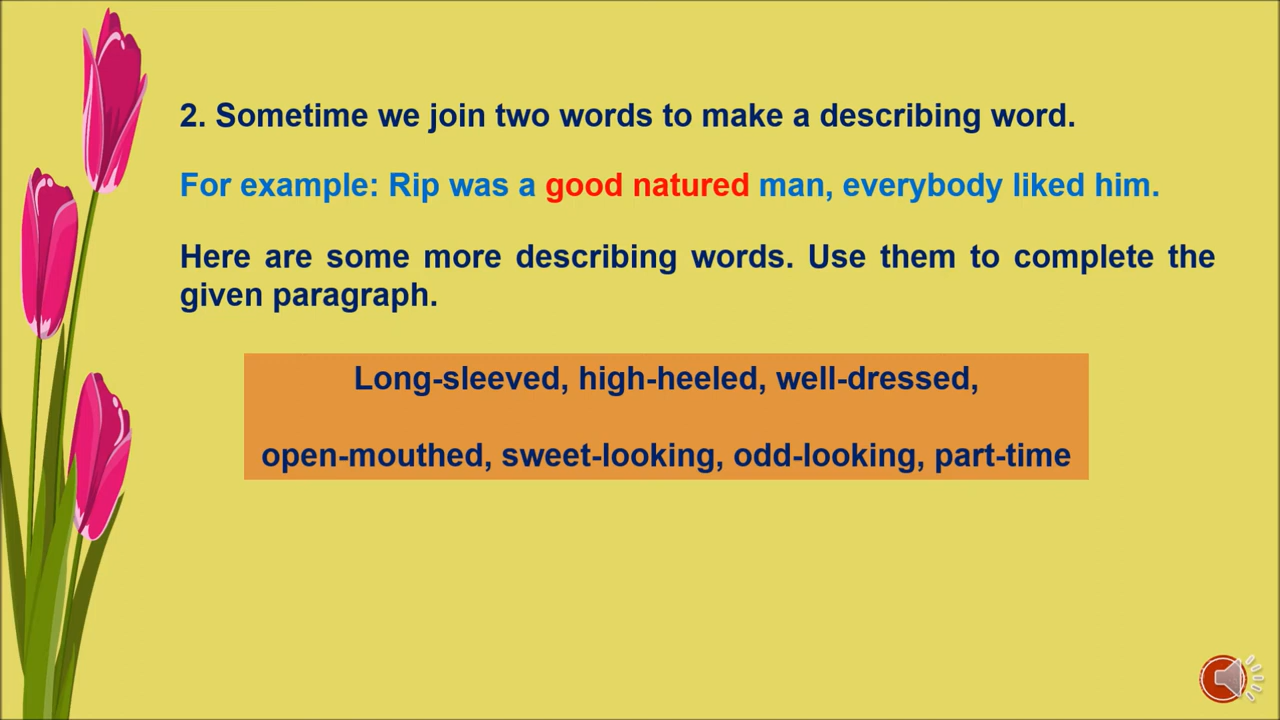 2. Sometime we join two words to make a describing word.
For example: Rip was a good natured man, everybody liked him.
Here are some more describing words. Use them to complete the
given paragraph.
Long-sleeved, high-heeled, well-dressed,
open-mouthed, sweet-looking, odd-looking, part-time